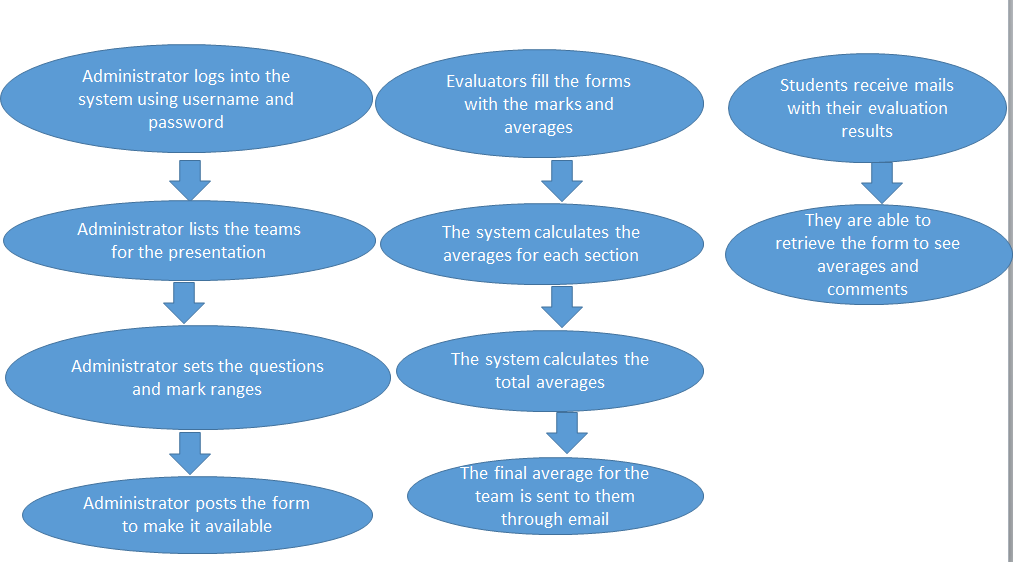 Administrator logs into the
system using username and
password
Administrator lists the teams
for the presentation
Administrator sets the questions
and mark ranges
Administrator posts the form
to make it available
Evaluators fill the forms
with the marks and
averages
The system calculates the
averages for each section
The system calculates the
total averages
The final average for the
team is sent to them
through email
Students receive mails
with their evaluation
results
They are able to
retrieve the form to see
averages and
comments